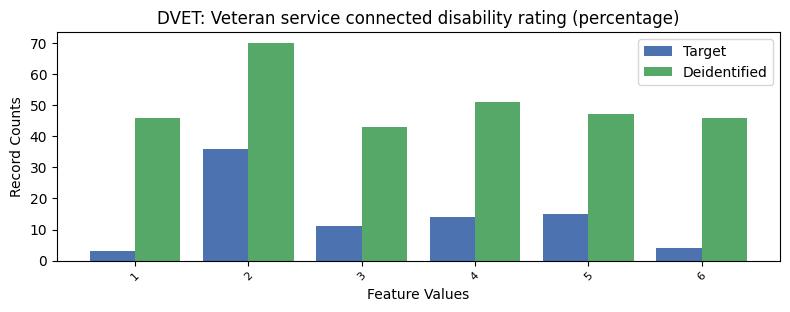 DVET: Veteran service connected disability rating (percentage)
Target
Deidentified
Record Counts
70
60
50
40
30
20
10
0
1 2 3 4 5 6
Feature Values